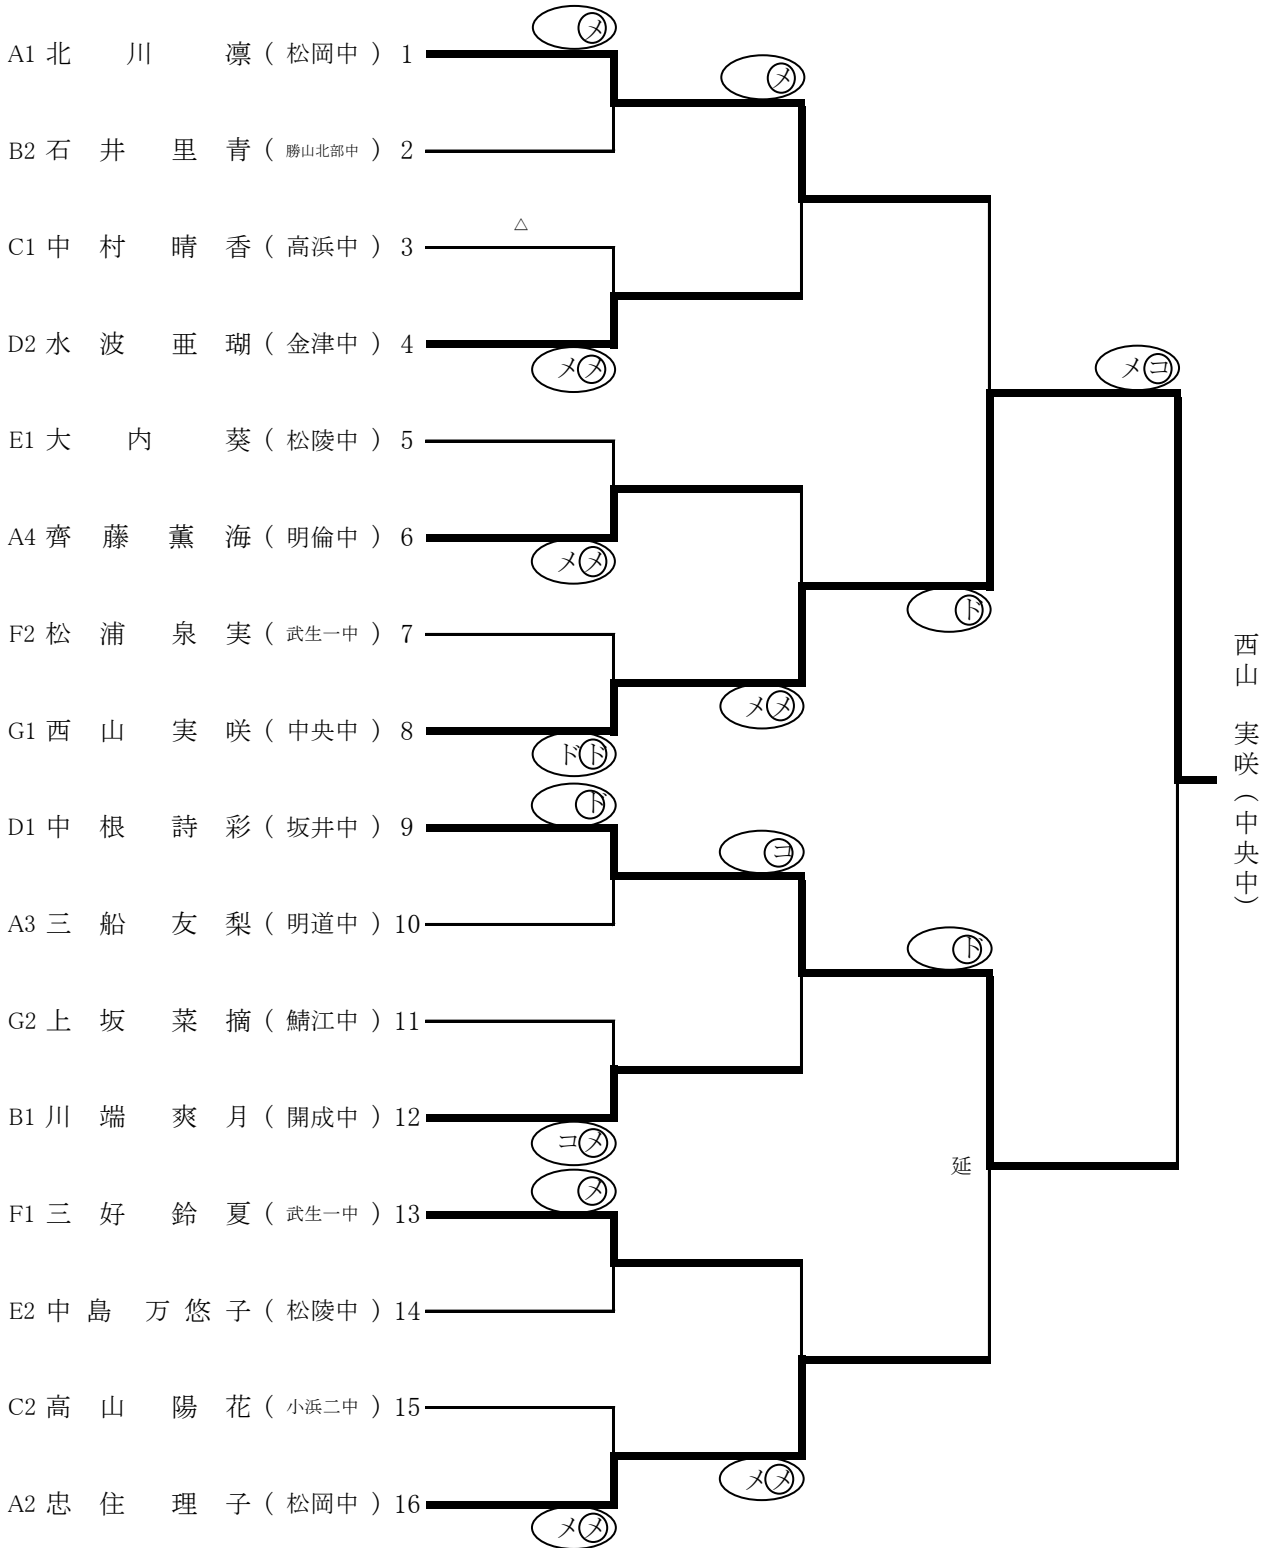 メ
A1 北川凛（松岡中）1
メ
B2 石井里青（勝山北部中）2
△
C1 中村晴香（高浜中）3
D2 水波亜瑚（金津中）4
メメ
メコ
E1 大内葵（松陵中）5
A4 齊藤薫海（明倫中）6
メメ
ド
F2 松浦泉実（武生一中）7
西山実咲（中央中）
メメ
G1 西山実咲（中央中）8
ドド
ド
D1 中根詩彩（坂井中）9
コ
A3 三船友梨（明道中）10
ド
G2 上坂菜摘（鯖江中）11
B1 川端爽月（開成中）12
コメ
延
メ
F1 三好鈴夏（武生一中）13
E2 中島万悠子（松陵中）14
C2 高山陽花（小浜二中）15
メメ
A2 忠住理子（松岡中）16
メメ